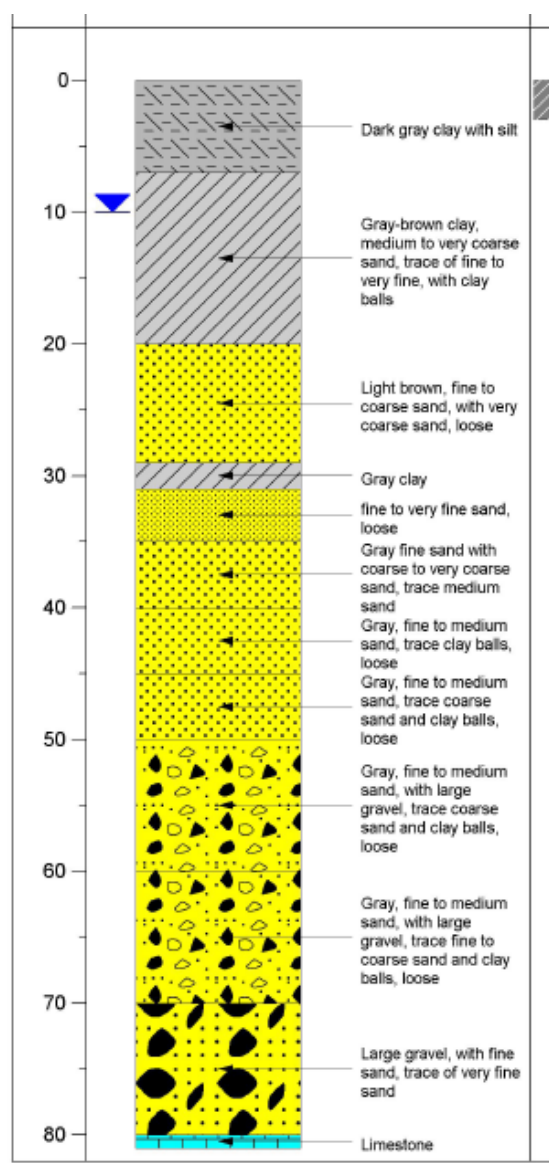 0
Dark gray clay with silt
10
Gray-brown clay,
medium to very coarse
sand, trace of fine to
very fine, with clay
balls
20
Light brown, fine to
coarse sand, with very
coarse sand, loose
30
Gray clay
fine to very fine sand,
loose
Gray fine sand with
coarse to very coarse
sand, trace medium
sand
40
Gray, fine to medium
sand, trace clay balls,
loose
Gray, fine to medium
sand, trace coarse
sand and clay balls,
loose
50
Gray, fine to medium
sand, with large
gravel, trace coarse
sand and clay balls,
loose
60
Gray, fine to medium
sand, with large
gravel, trace fine to
coarse sand and clay
balls, loose
70
Large gravel, with fine
sand, trace of very fine
sand
80
Limestone